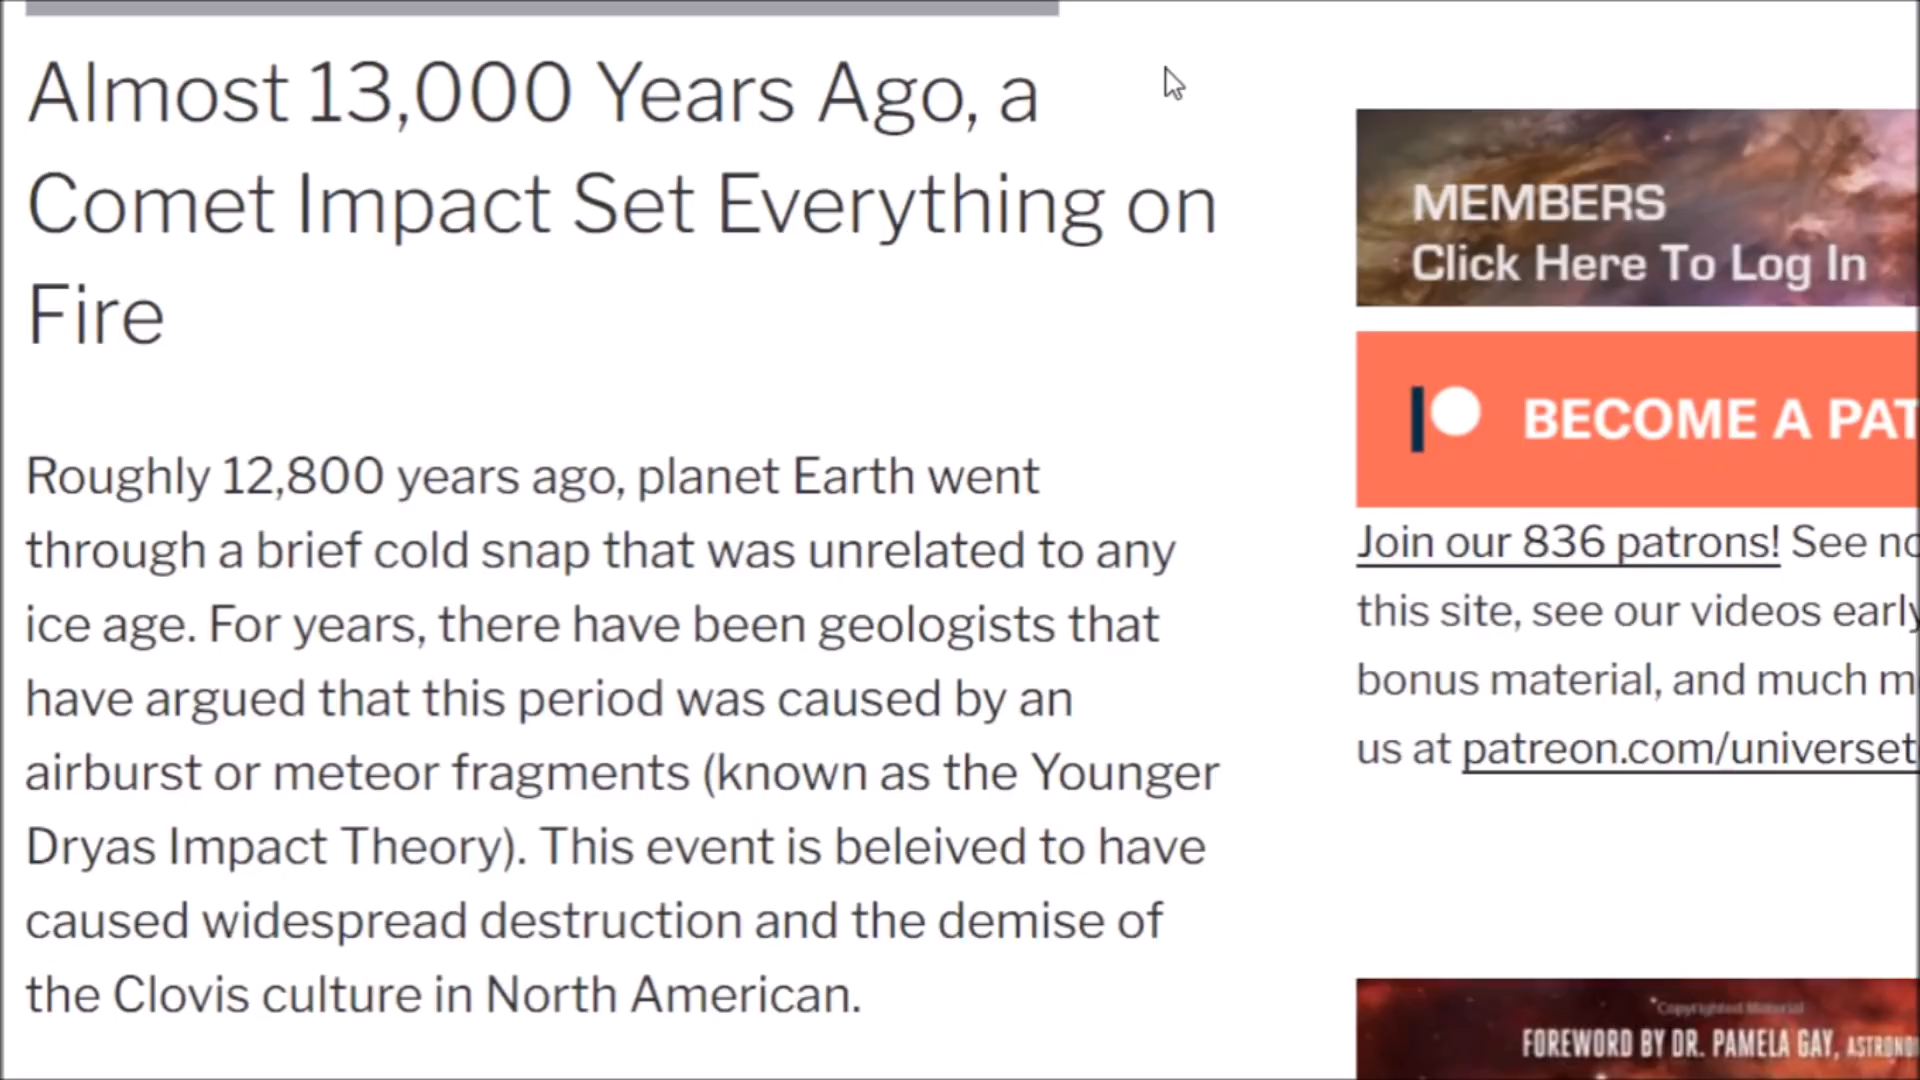 Almost 13,000 Years Ago, a
Comet Impact Set Everything on
Fire
Roughly 12,800 years ago, planet Earth went
through a brief cold snap that was unrelated to any
ice age. For years, there have been geologists that
have argued that this period was caused by an
airburst or meteor fragments (known as the Younger
Dryas Impact Theory). This event is beleived to have
caused widespread destruction and the demise of
the Clovis culture in North American.
MEMBERS
Click Here To Log In
BECOME A PAT
Join our 836 patrons! See no
this site, see our videos early
bonus material, and much m
us at patreon.com/universet
Copyrighted Material
FOREWORD BY DR. PAMELA GAY, ASTRONO